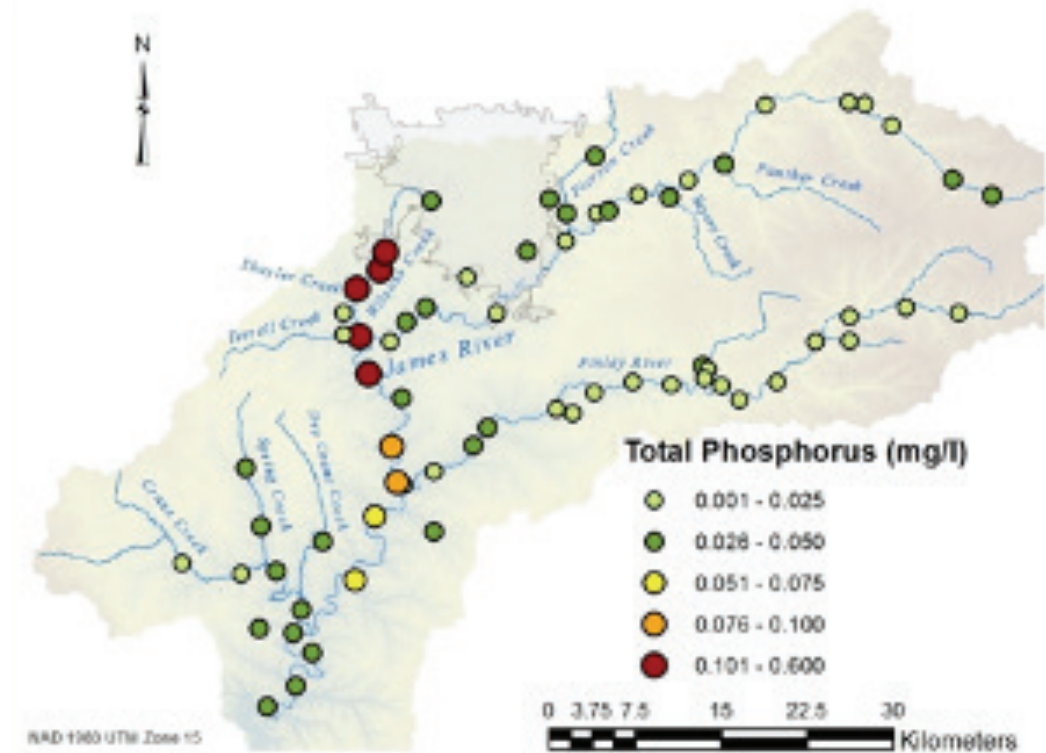 N
Pearson Creek
Panther Creek
Sayers Creek
Wilsons Creek
Shuyler Creek
Terrell Creek
James River
Finley River
Spring Creek
Dry Crane Creek
Crane Creek
Total Phosphorus (mg/l)
0.001 - 0.025
0.026 - 0.050
0.051 - 0.075
0.076 - 0.100
0.101 - 0.600
0 3.75 7.5 15 22.5 30
Kilometers
NAD 1983 UTM Zone 15